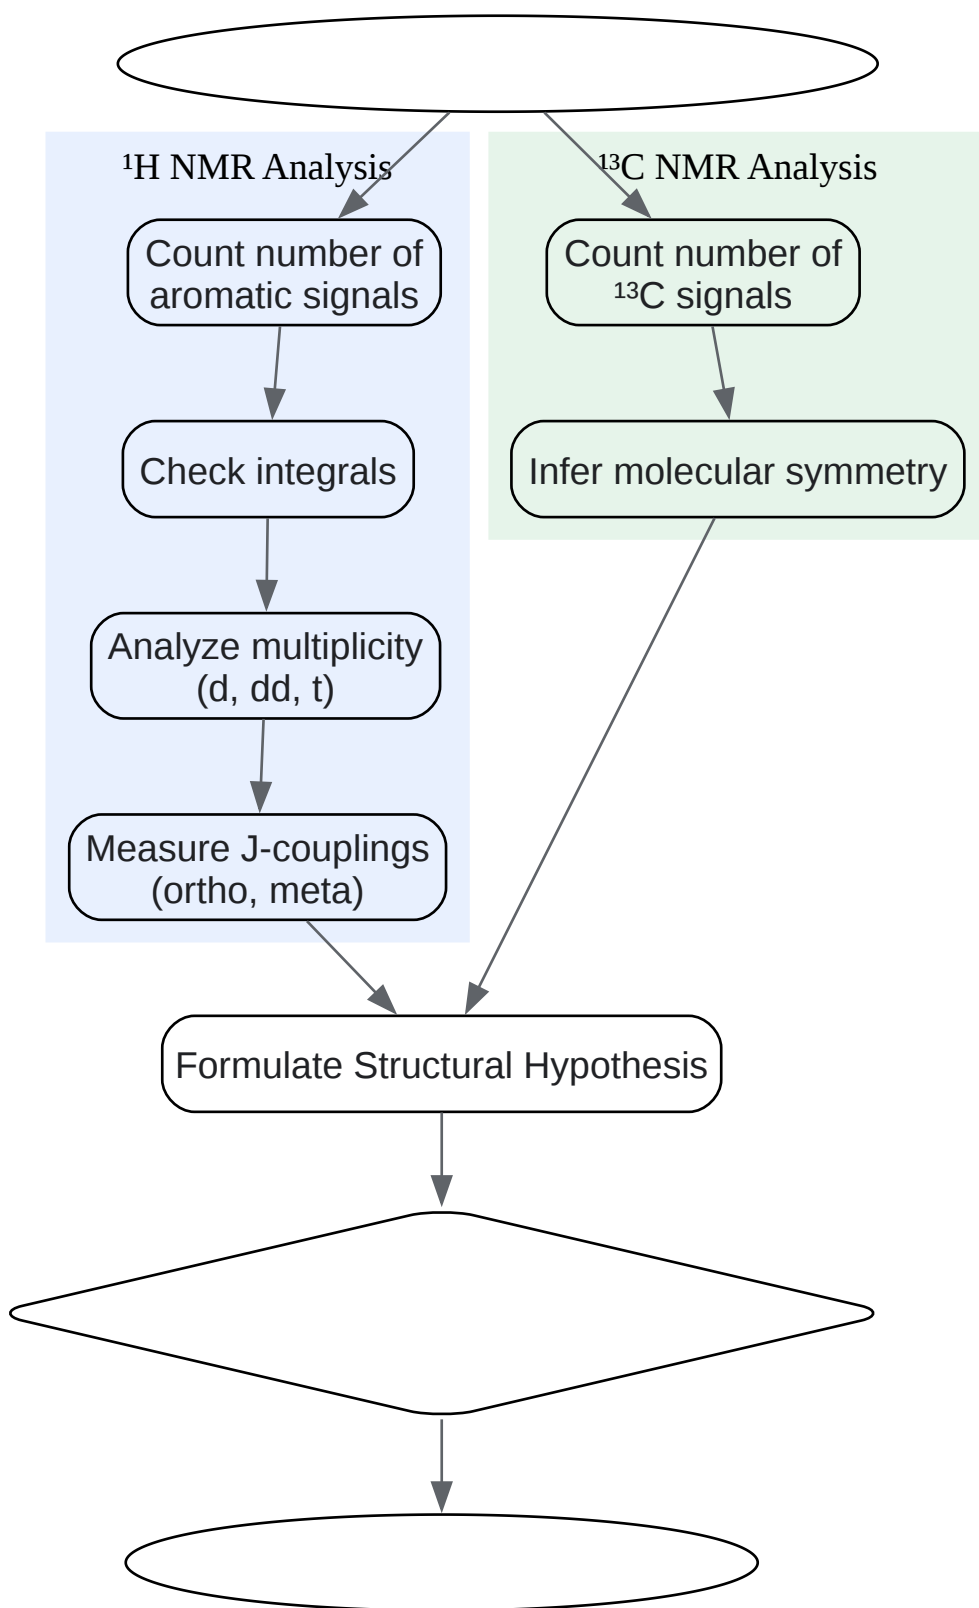 ¹H NMR Analysis
¹³C NMR Analysis
Count number of
aromatic signals
Count number of
¹³C signals
Check integrals
Infer molecular symmetry
Analyze multiplicity
(d, dd, t)
Measure J-couplings
(ortho, meta)
Formulate Structural Hypothesis